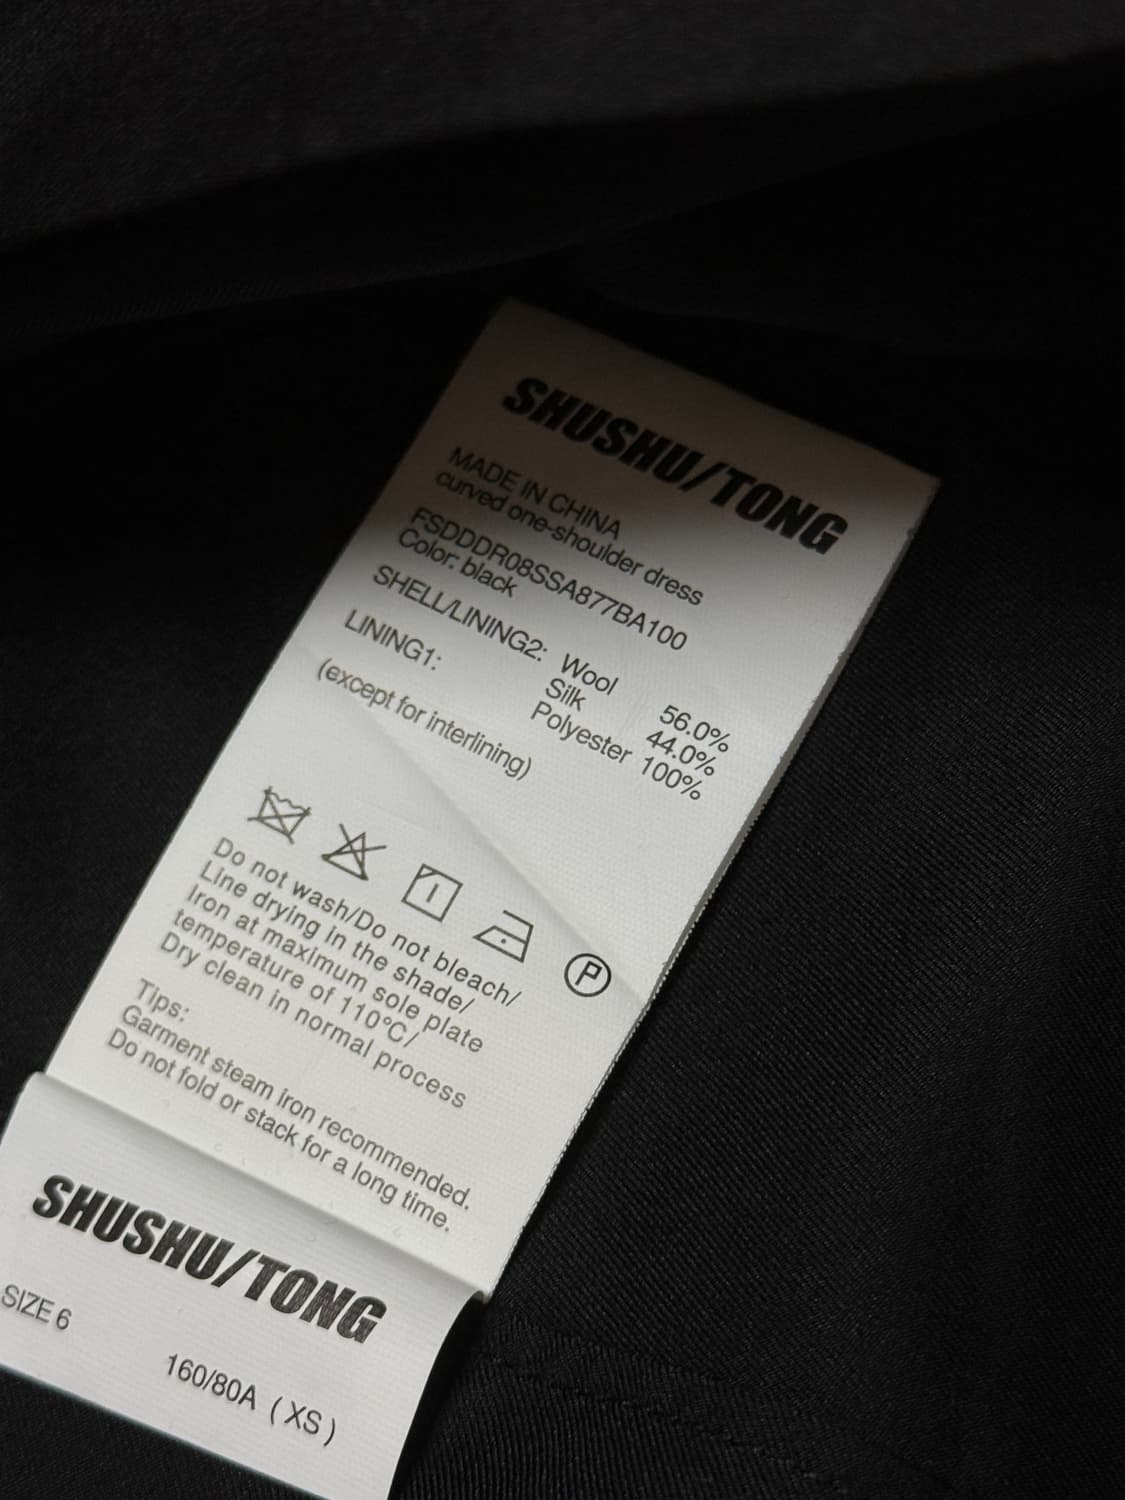 SHUSHU/TONG
MADE IN CHINA
curved one-shoulder dress
FSDDDR08SSA877BA100
Color: black
SHELL/LINING2: Wool 56.0%
Silk 44.0%
LINING1: Polyester 100%
(except for interlining)
P
Do not wash/Do not bleach/
Line drying in the shade/
Iron at maximum sole plate
temperature of 110°C/
Dry clean in normal process
Tips:
Garment steam iron recommended.
Do not fold or stack for a long time.
SHUSHU/TONG
SIZE 6
160/80A (XS)